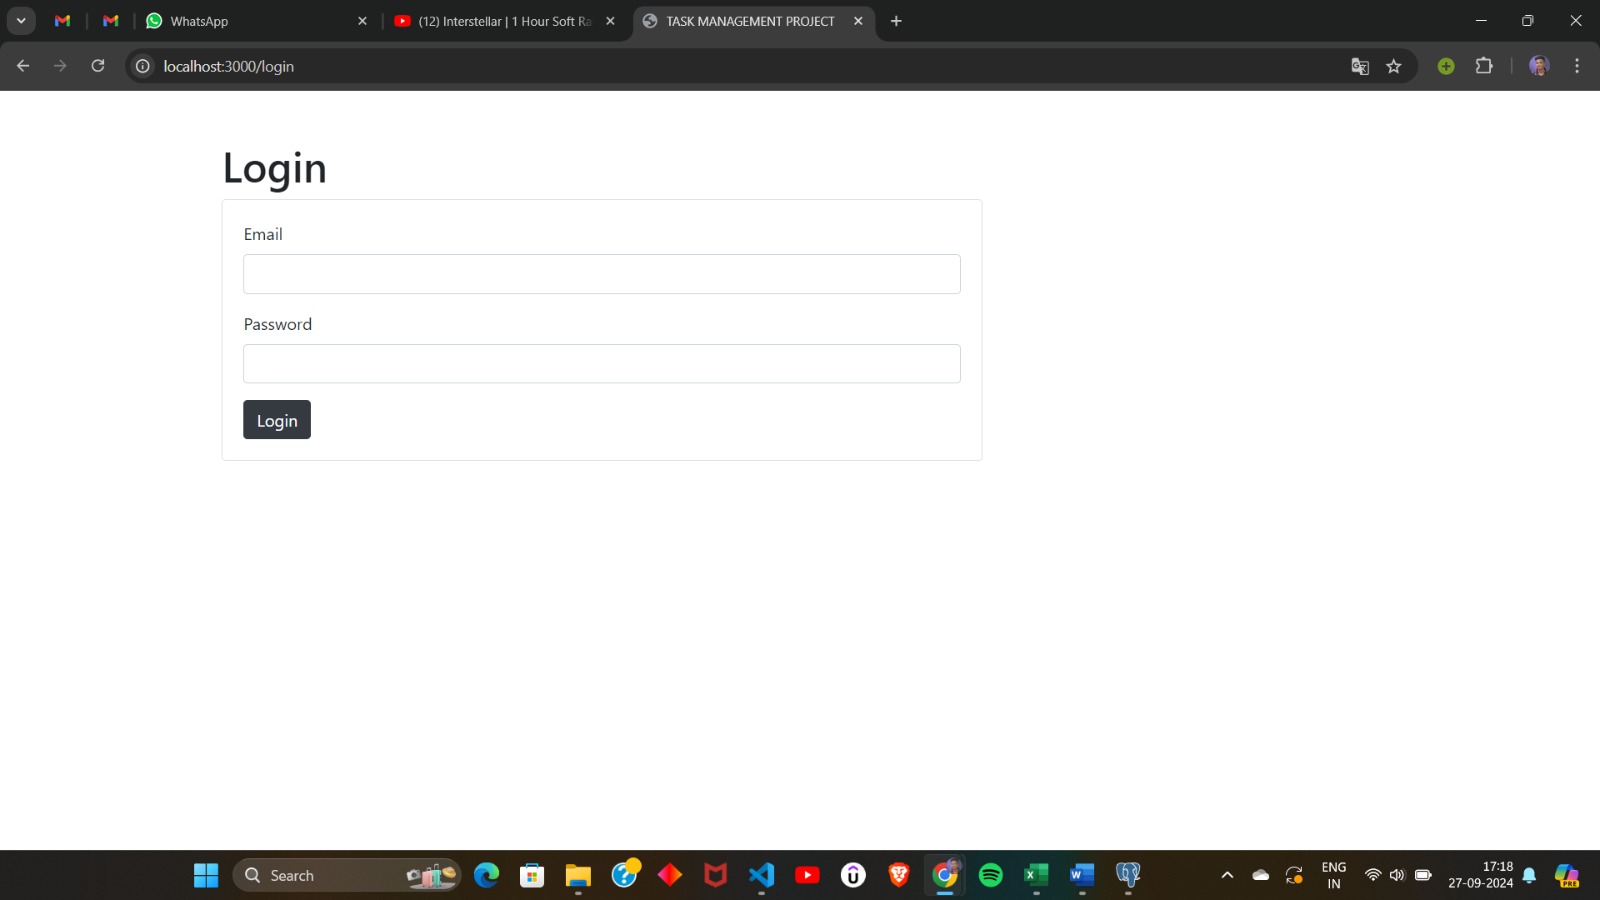 WhatsApp
(12) Interstellar | 1 Hour Soft Ra
TASK MANAGEMENT PROJECT
localhost:3000/login
Login
Email
Password
Login
Search
ENG
IN
17:18
27-09-2024
PRE